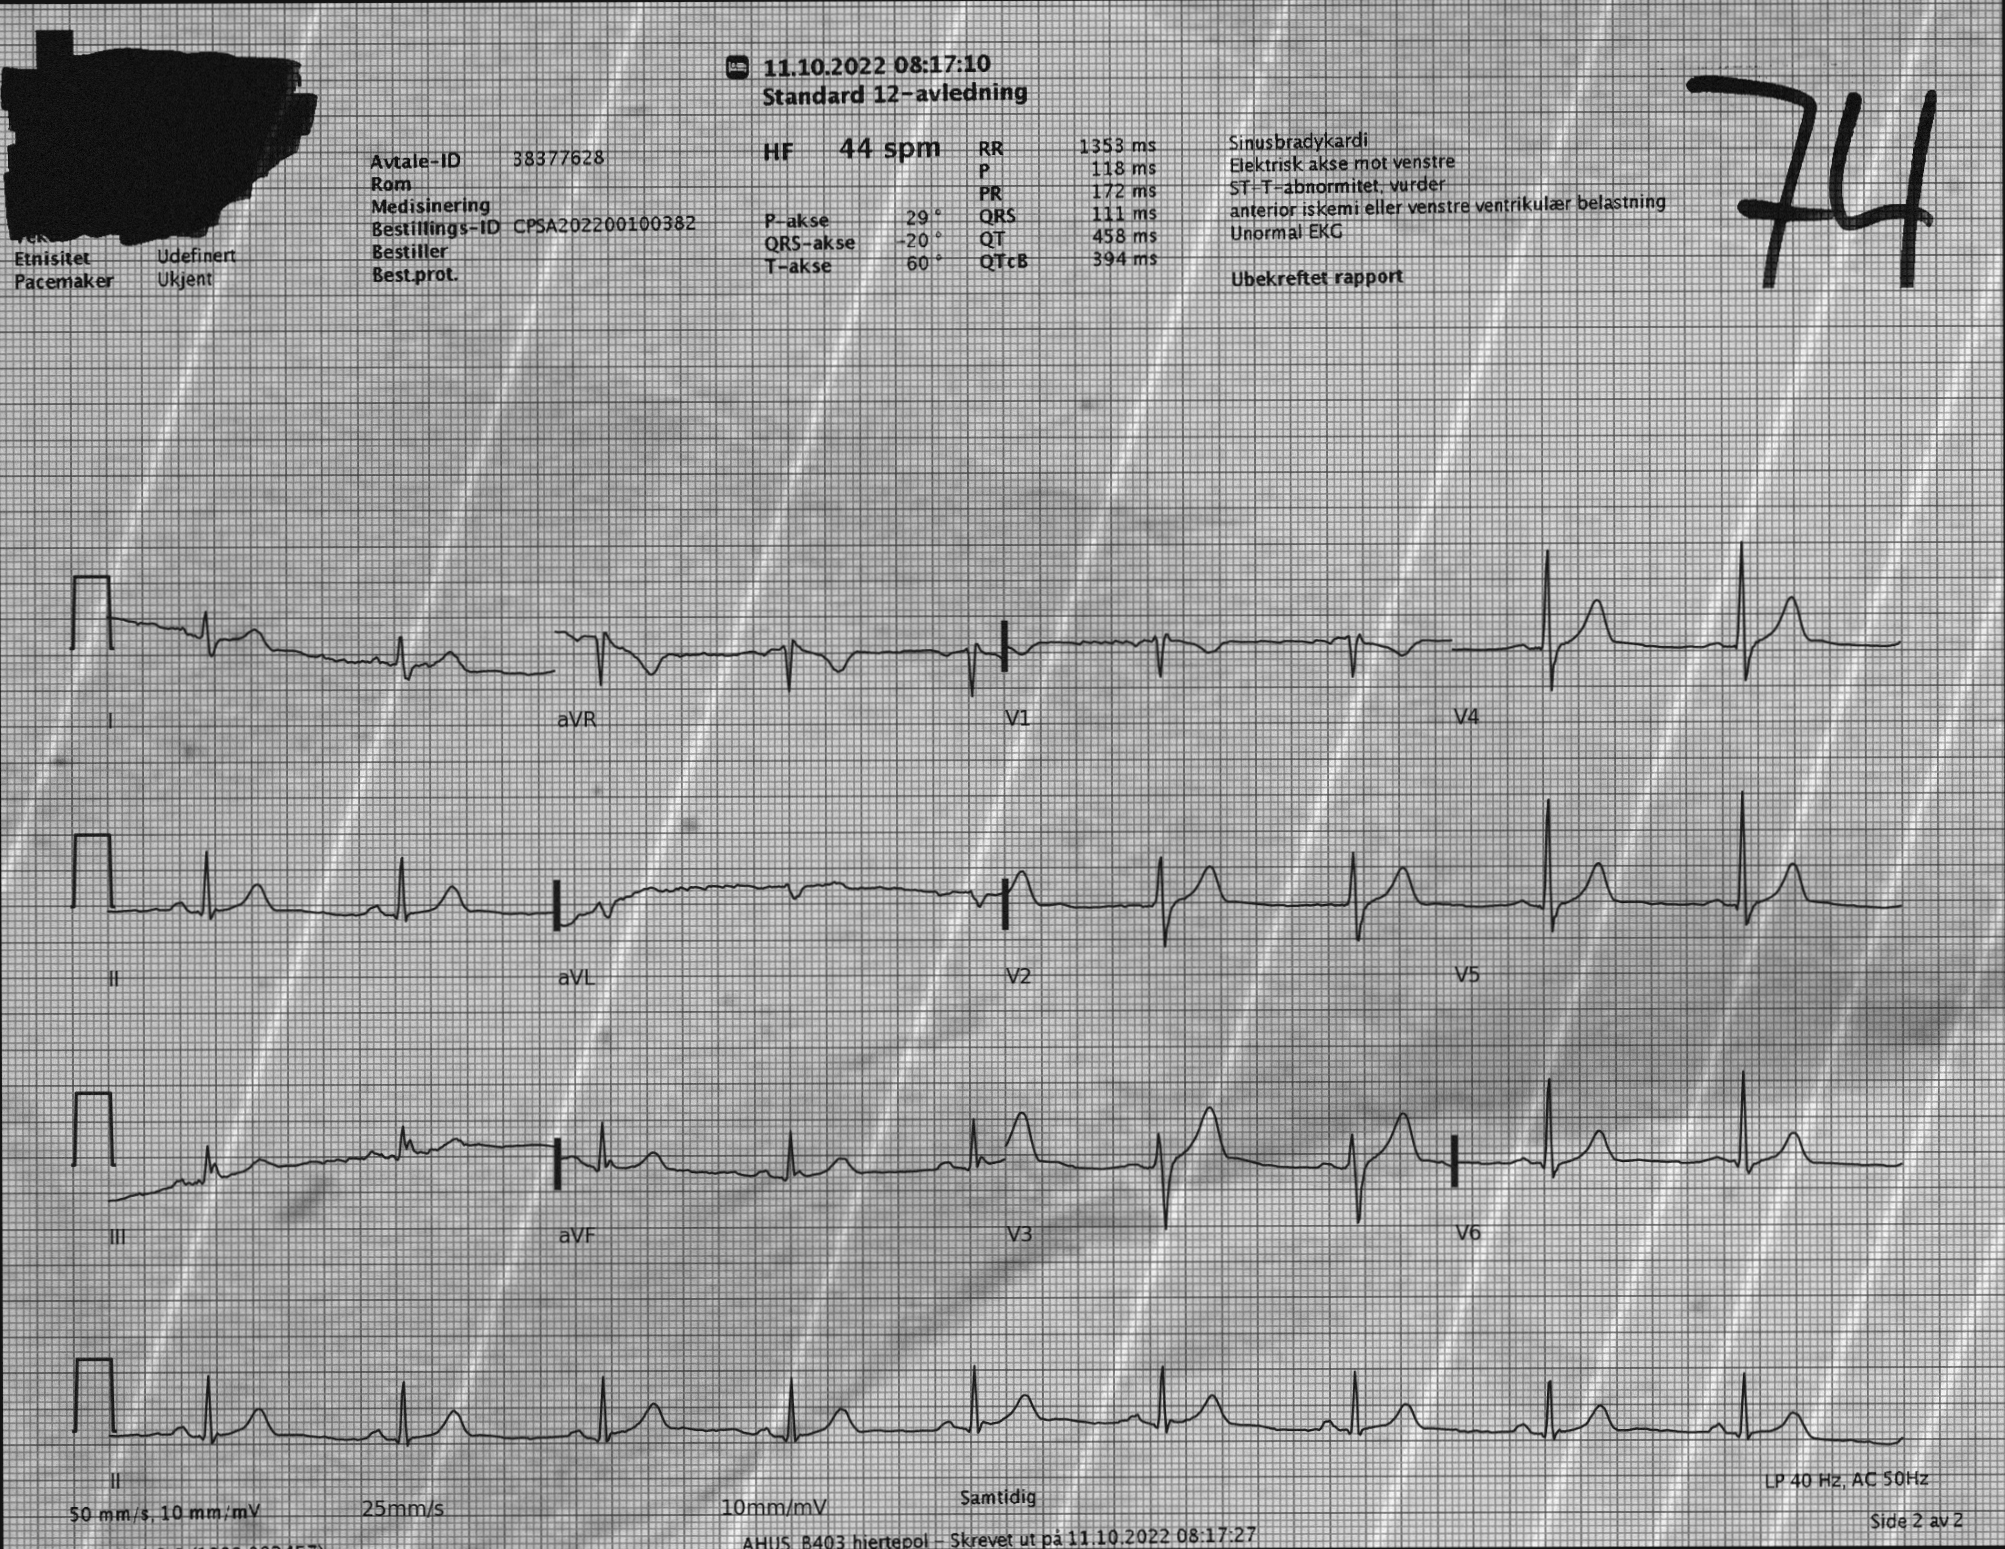 11.10.2022 08:17:10
Standard 12-avledning
74
Avtale-ID 38377628
Rom
Medisinering
Bestillings-ID CPSA202200100382
Bestiller
Best.prot.
Etnisitet Udefinert
Pacemaker Ukjent
HF 44 spm
P-akse 29°
QRS-akse -20°
T-akse 60°
RR 1353 ms
P 118 ms
PR 172 ms
QRS 111 ms
QT 458 ms
QTcB 394 ms
Sinusbradykardi
Elektrisk akse mot venstre
ST-T-abnormitet, vurder
anterior iskemi eller venstre ventrikulær belastning
Unormal EKG
Ubekreftet rapport
I aVR V1 V4
II aVL V2 V5
III aVF V3 V6
II
LP 40 Hz, AC 50Hz
50 mm/s, 10 mm/mV 25mm/s 10mm/mV Samtidig
Side 2 av 2
AHUS B403 hjertepol - Skrevet ut på 11.10.2022 08:17:27